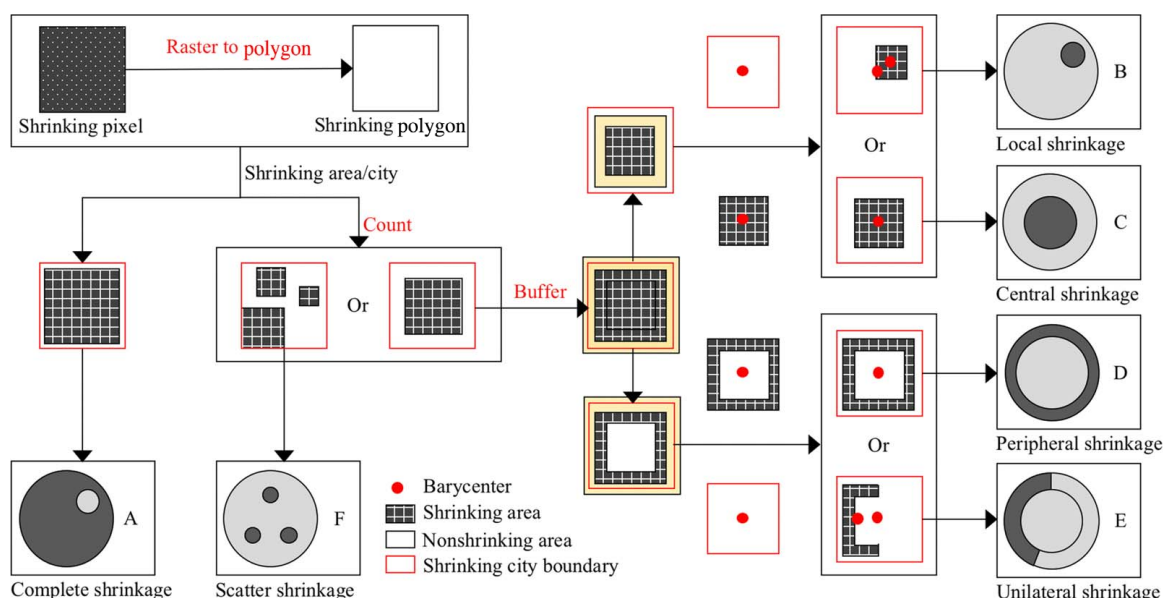 Raster to polygon
Shrinking pixel
Shrinking polygon
Shrinking area/city
Count
Or
Buffer
Or
B
Local shrinkage
C
Central shrinkage
Or
D
Peripheral shrinkage
E
Unilateral shrinkage
A
Complete shrinkage
F
Scatter shrinkage
Barycenter
Shrinking area
Nonshrinking area
Shrinking city boundary